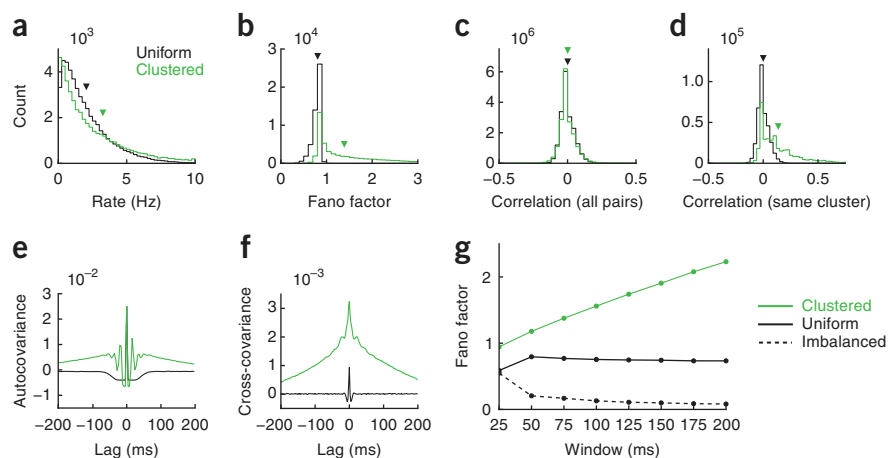 a
10³
Uniform
Clustered
Count
4
2
0
0
5
10
Rate (Hz)
b
10⁴
3
2
1
0
0
1
2
3
Fano factor
c
10⁶
6
4
2
0
−0.5
0
0.5
Correlation (all pairs)
d
10⁵
1.0
0.5
0
−0.5
0
0.5
Correlation (same cluster)
e
10⁻²
Autocovariance
3
2
1
0
−1
−200
−100
0
100
200
Lag (ms)
f
10⁻³
Cross-covariance
3
2
1
0
−200
−100
0
100
200
Lag (ms)
g
Fano factor
2
1
0
25
50
75
100
125
150
175
200
Window (ms)
Clustered
Uniform
Imbalanced